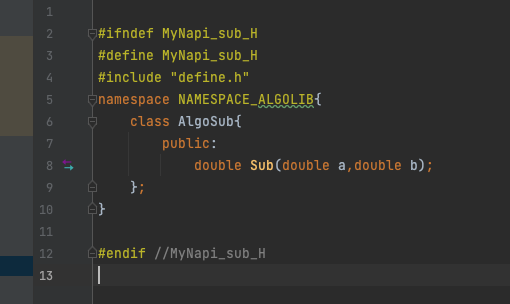 1
2 #ifndef MyNapi_sub_H
3 #define MyNapi_sub_H
4 #include "define.h"
5 namespace NAMESPACE_ALGOLIB{
6 class AlgoSub{
7 public:
8 double Sub(double a,double b);
9 };
10 }
11
12 #endif //MyNapi_sub_H
13